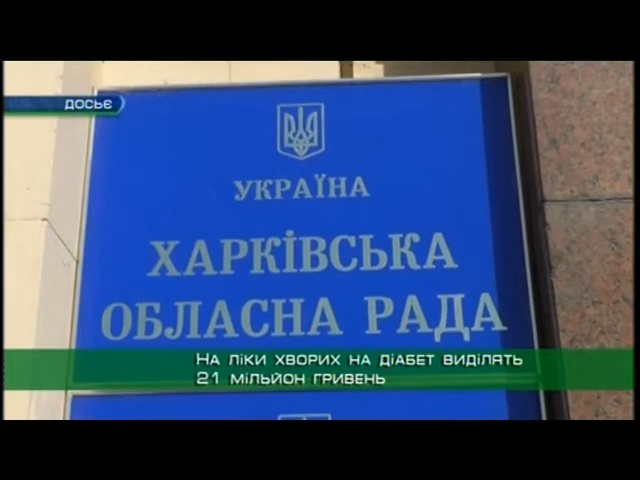 ДОСЬЄ
УКРАЇНА
ХАРКІВСЬКА
ОБЛАСНА РАДА
НА ЛІКИ ХВОРИХ НА ДІАБЕТ ВИДІЛЯТЬ
21 МІЛЬЙОН ГРИВЕНЬ